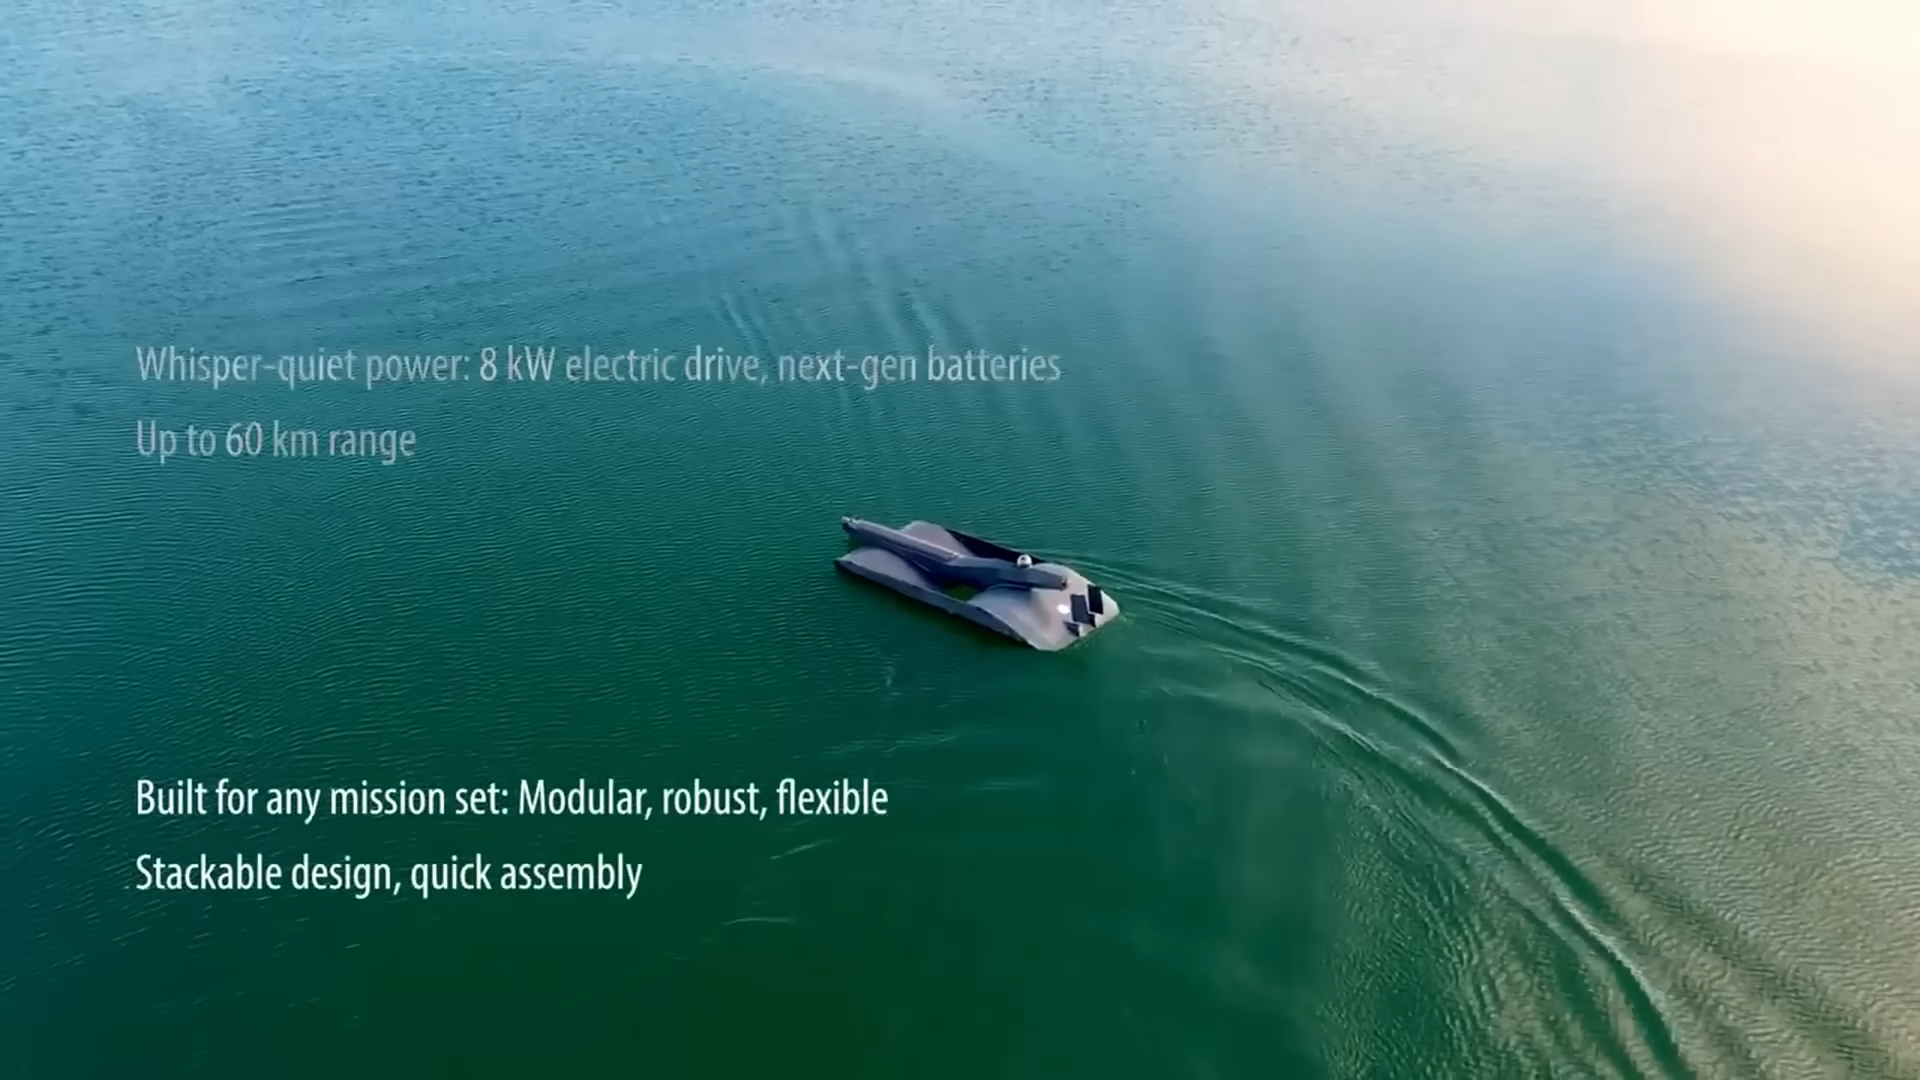 Whisper-quiet power: 8 kW electric drive, next-gen batteries
Up to 60 km range
Built for any mission set: Modular, robust, flexible
Stackable design, quick assembly